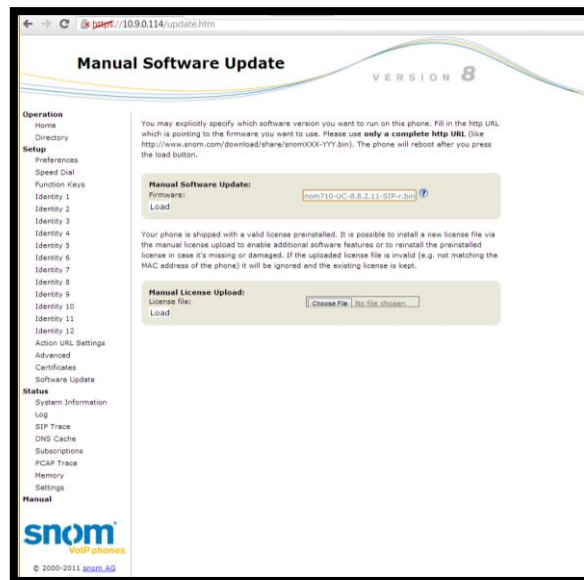 https://10.9.0.114/update.htm
Manual Software Update
VERSION 8
Operation
Home
Directory
Setup
Preferences
Speed Dial
Function Keys
Identity 1
Identity 2
Identity 3
Identity 4
Identity 5
Identity 6
Identity 7
Identity 8
Identity 9
Identity 10
Identity 11
Identity 12
Action URL Settings
Advanced
Certificates
Software Update
Status
System Information
Log
SIP Trace
DNS Cache
Subscriptions
PCAP Trace
Memory
Settings
Manual
snom
VoIP phones
© 2000-2011 snom AG
You may explicitly specify which software version you want to run on this phone. Fill in the http URL
which is pointing to the firmware you want to use. Please use only a complete http URL (like
http://www.snom.com/download/share/snomXXX-YYY.bin). The phone will reboot after you press
the load button.
Manual Software Update:
Firmware: nom710-UC-8.8.2.11-SIP-r.bin ?
Load
Your phone is shipped with a valid license preinstalled. It is possible to install a new license file via
the manual license upload to enable additional software features or to reinstall the preinstalled
license in case it's missing or damaged. If the uploaded license file is invalid (e.g. not matching the
MAC address of the phone) it will be ignored and the existing license is kept.
Manual License Upload:
License file: Choose File No file chosen
Load